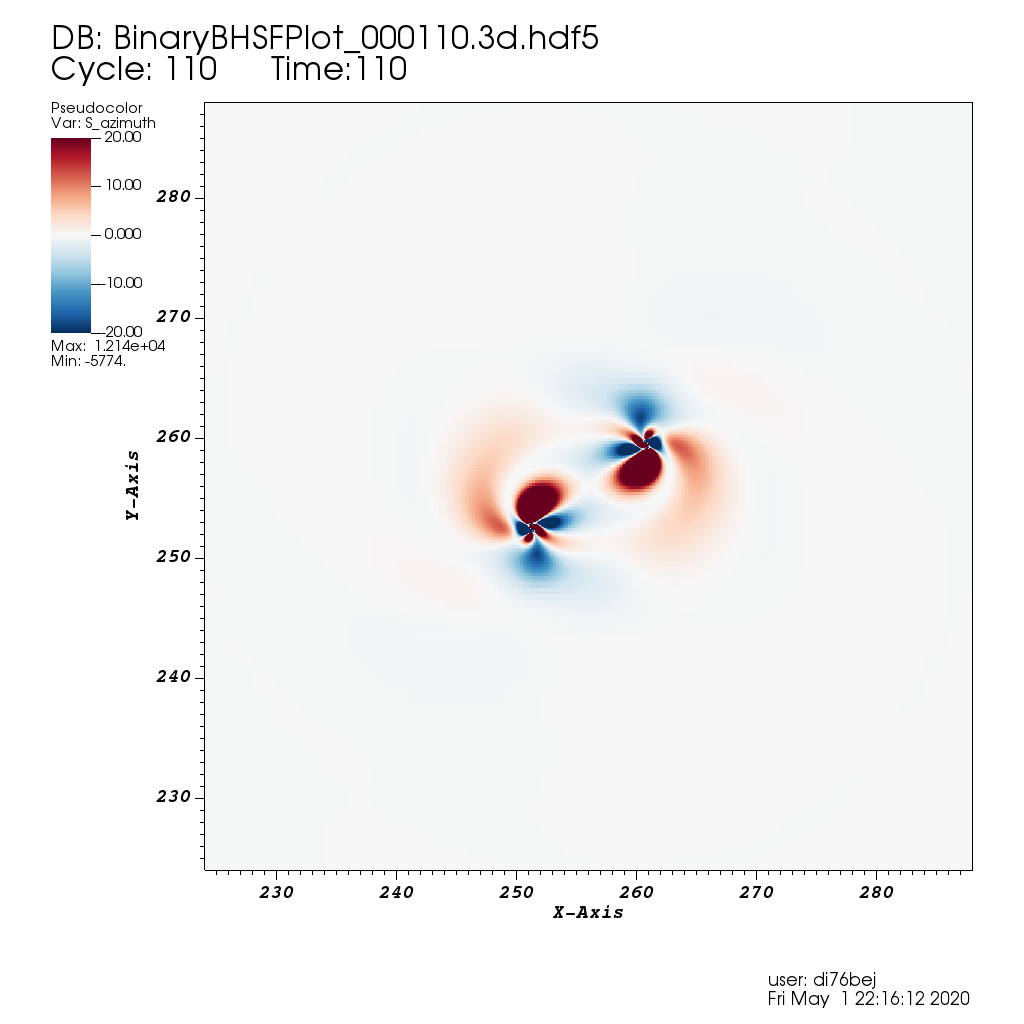 DB: BinaryBHSFPlot_000110.3d.hdf5
Cycle: 110 Time:110
Pseudocolor
Var: S_azimuth
20.00
10.00
0.000
-10.00
-20.00
Max: 1.214e+04
Min: -5774.
280
270
260
250
240
230
Y-Axis
230 240 250 260 270 280
X-Axis
user: di76bej
Fri May 1 22:16:12 2020